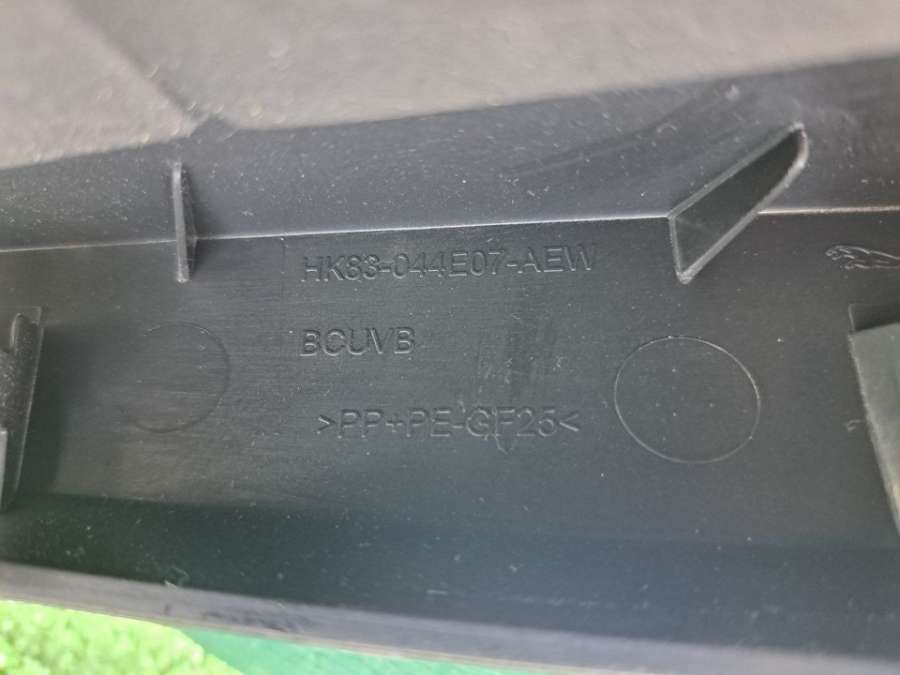 HK83-044E07-AEW
BCUVB
>PP+PE-GF25<